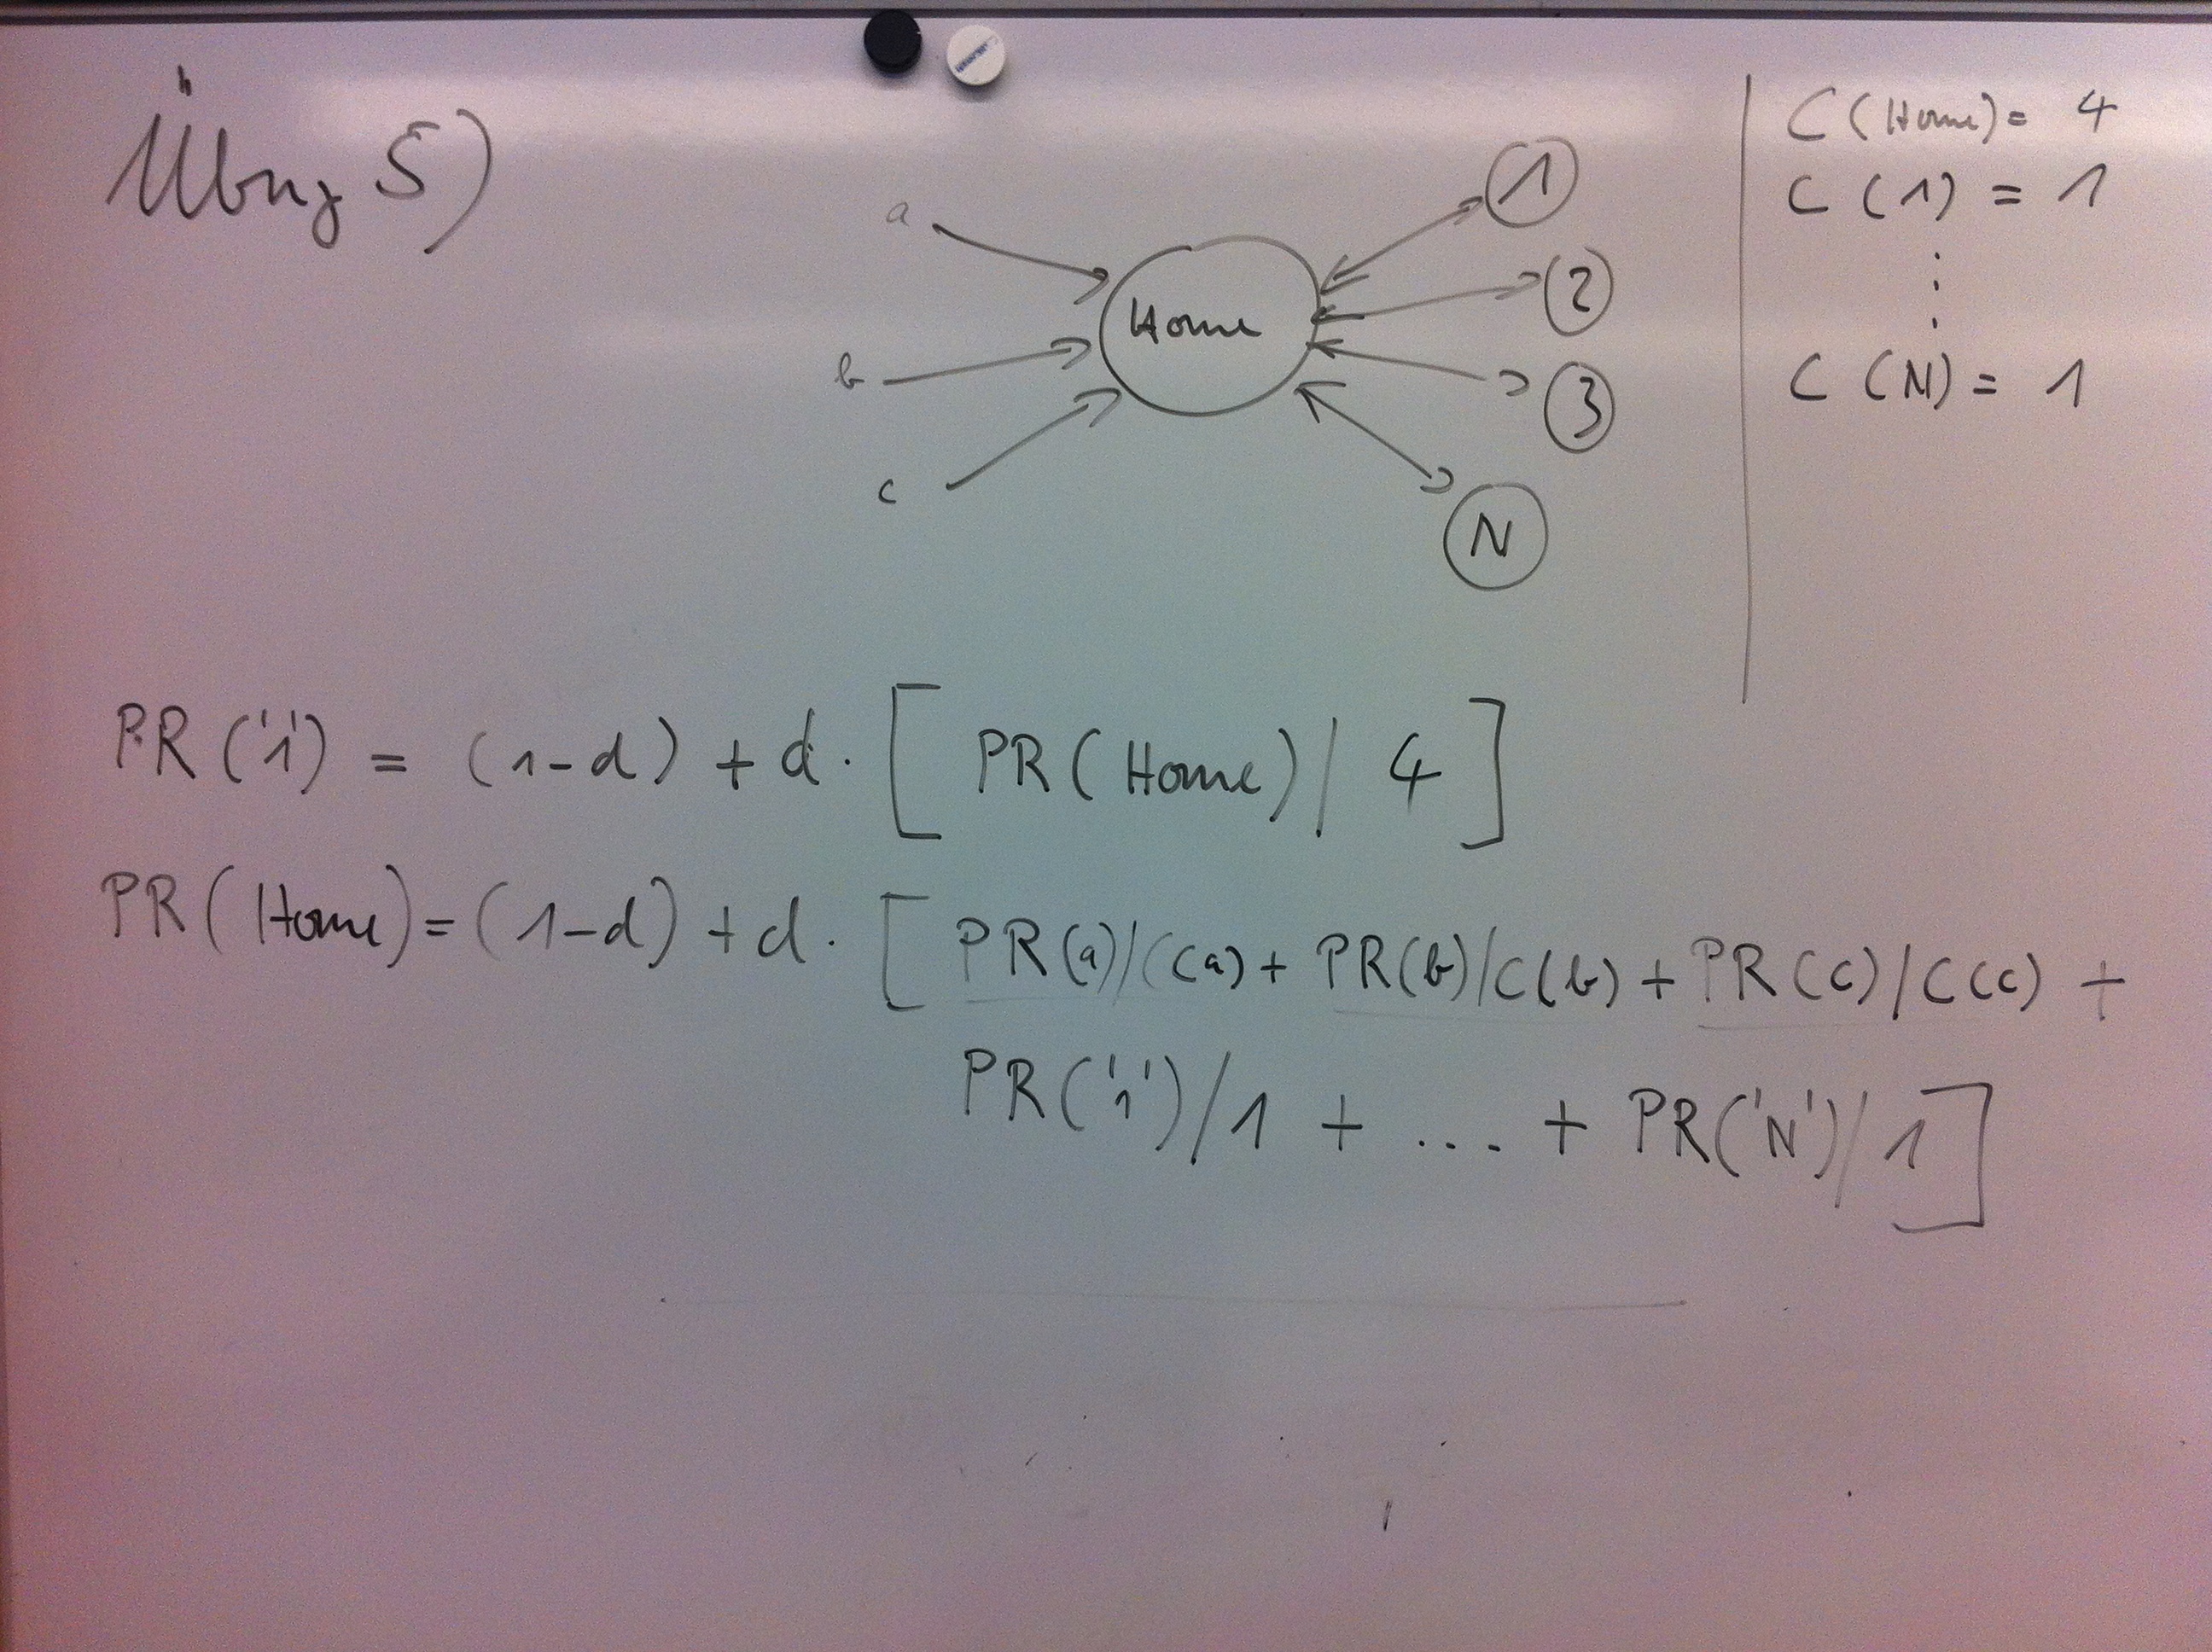 Übung 5)
a
b
c
Home
1
2
3
N
C (Home) = 4
C (1) = 1
⋮
C (N) = 1
PR ('1') = (1-d) + d · [ PR (Home) / 4 ]
PR (Home) = (1-d) + d · [ PR(a)/C(a) + PR(b)/C(b) + PR(c)/C(c) +
PR('1')/1 + .... + PR('N')/1 ]